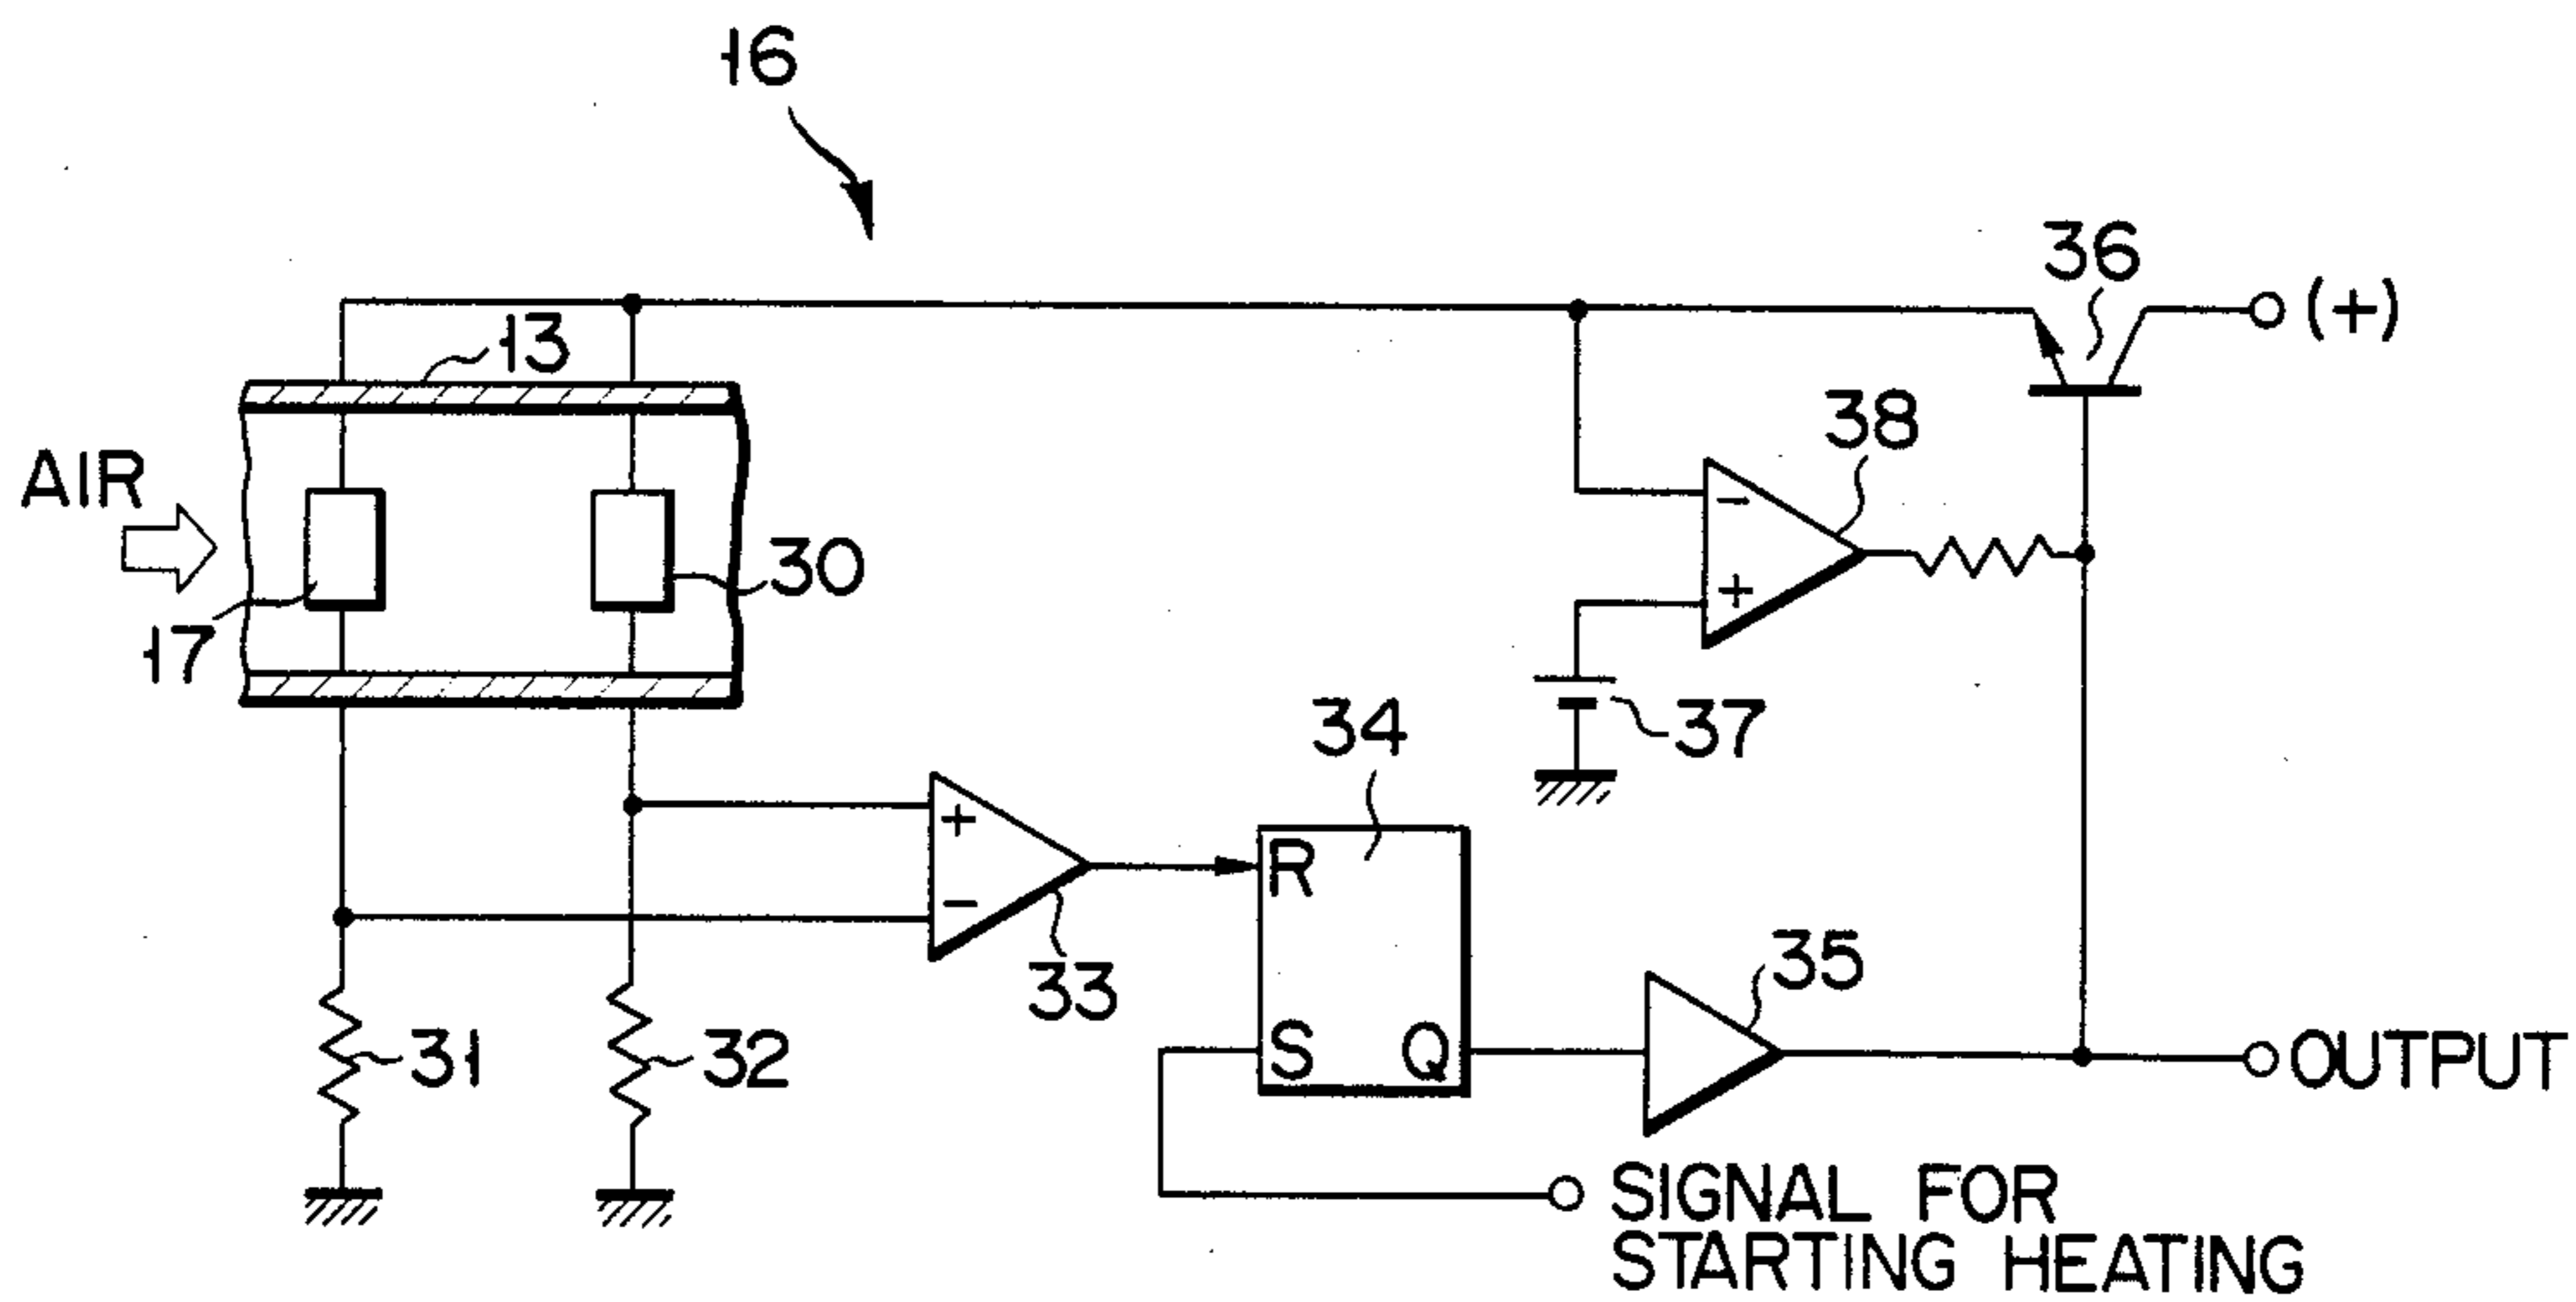 16
36
(+)
13
38
AIR
30
17
37
34
+
-
R
S Q
33
35
31
32
-
+
OUTPUT
SIGNAL FOR
STARTING HEATING